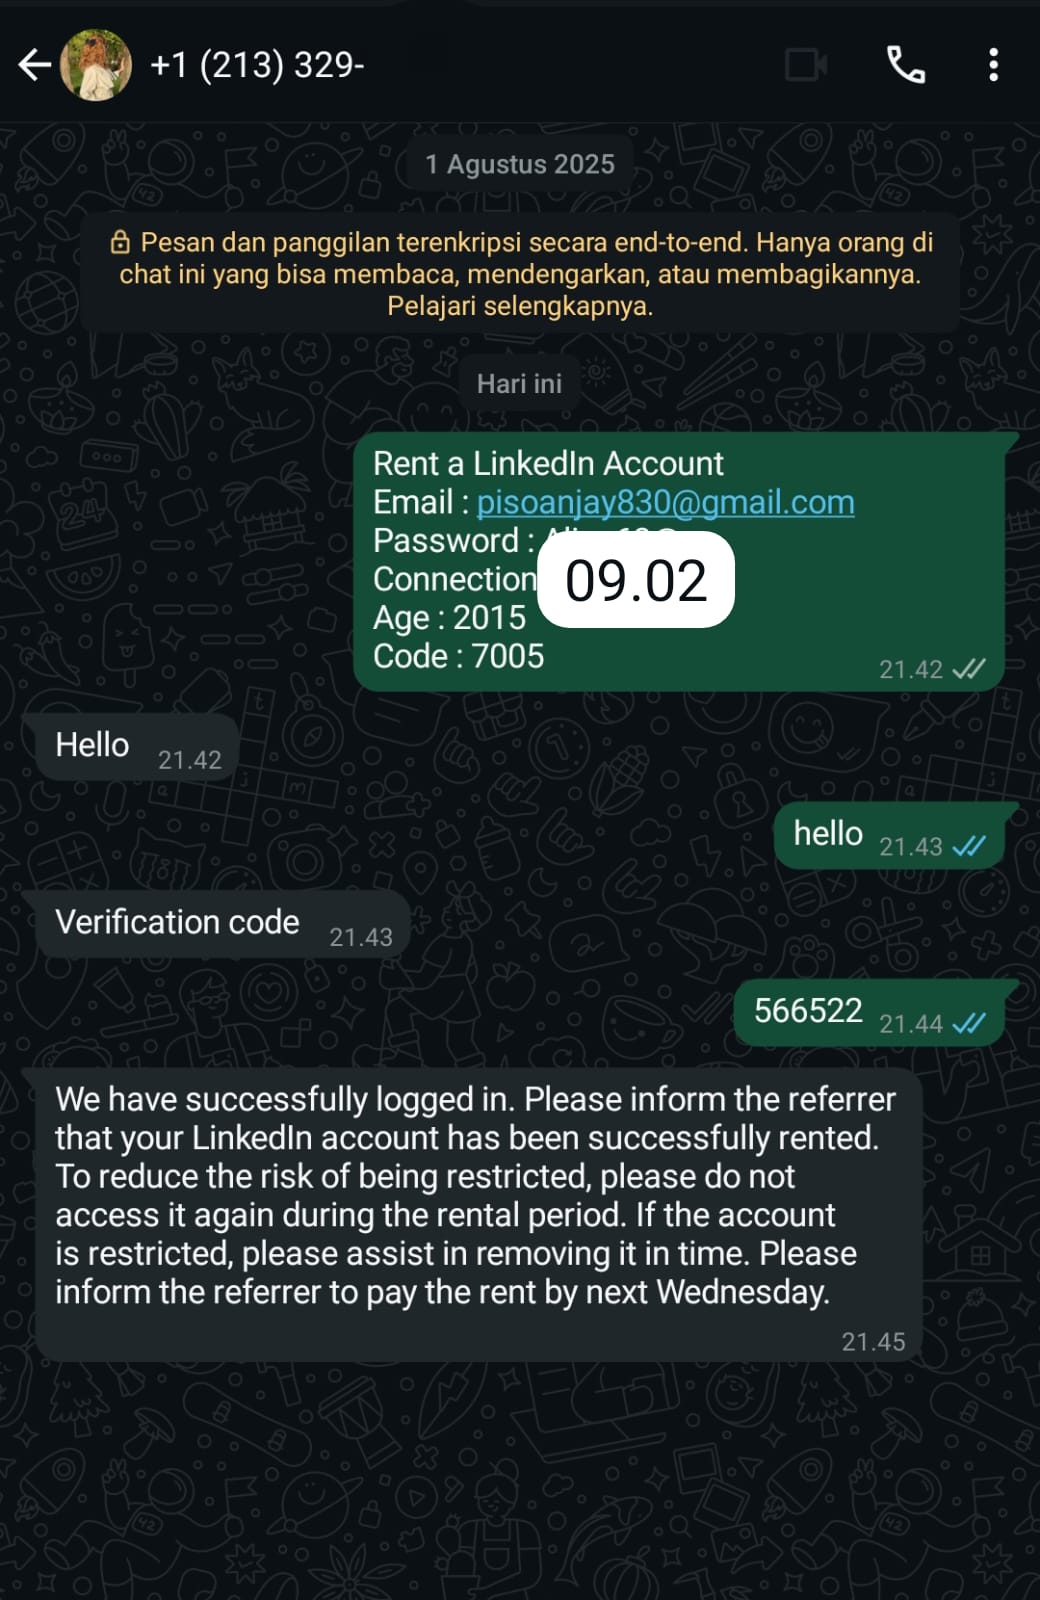 +1 (213) 329-
1 Agustus 2025
Pesan dan panggilan terenkripsi secara end-to-end. Hanya orang di
chat ini yang bisa membaca, mendengarkan, atau membagikannya.
Pelajari selengkapnya.
Hari ini
Rent a LinkedIn Account
Email : pisoanjay830@gmail.com
Password :
Connection
09.02
Age : 2015
Code : 7005
21.42
Hello 21.42
hello 21.43
Verification code 21.43
566522 21.44
We have successfully logged in. Please inform the referrer
that your LinkedIn account has been successfully rented.
To reduce the risk of being restricted, please do not
access it again during the rental period. If the account
is restricted, please assist in removing it in time. Please
inform the referrer to pay the rent by next Wednesday.
21.45